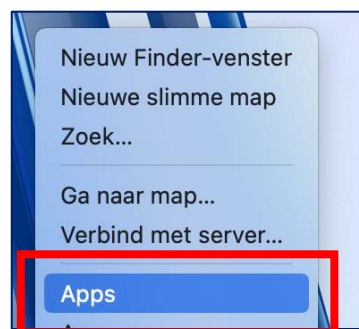 Nieuw Finder-venster
Nieuwe slimme map
Zoek...
Ga naar map...
Verbind met server...
Apps